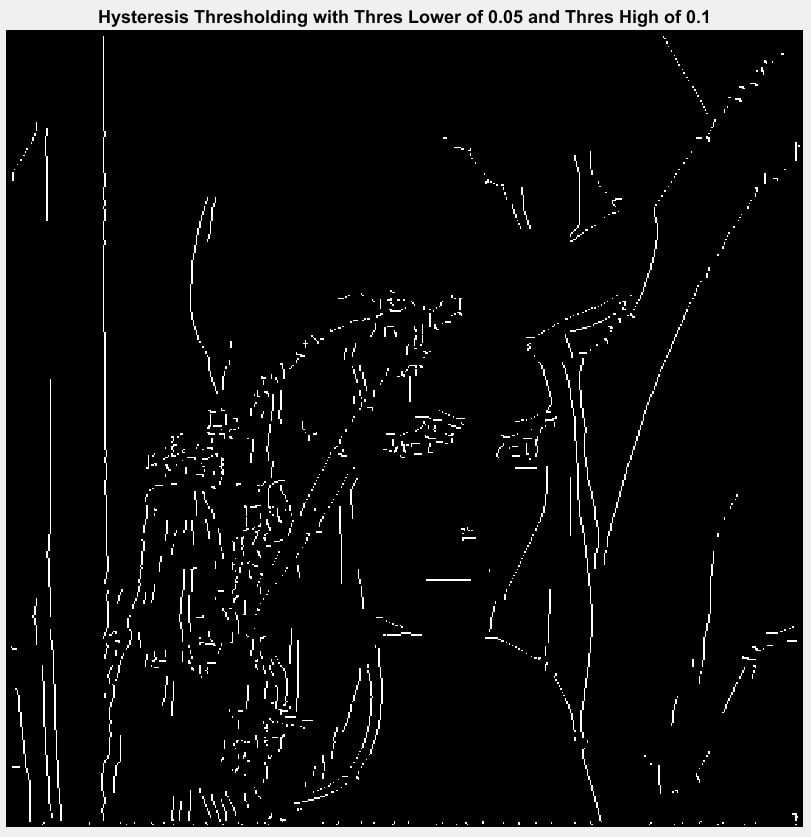 Hysteresis Thresholding with Thres Lower of 0.05 and Thres High of 0.1